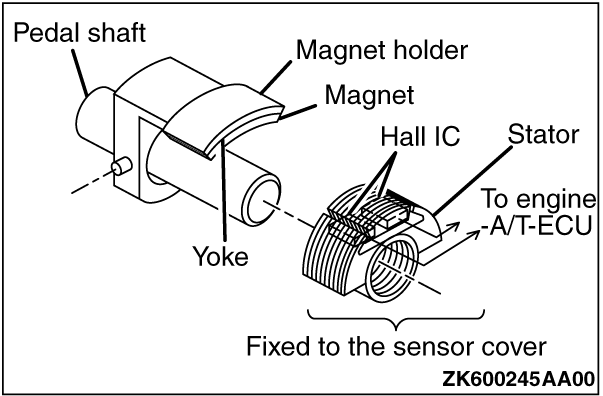 Pedal shaft
Magnet holder
Magnet
Hall IC
Stator
To engine
-A/T-ECU
Yoke
Fixed to the sensor cover
ZK600245AA00